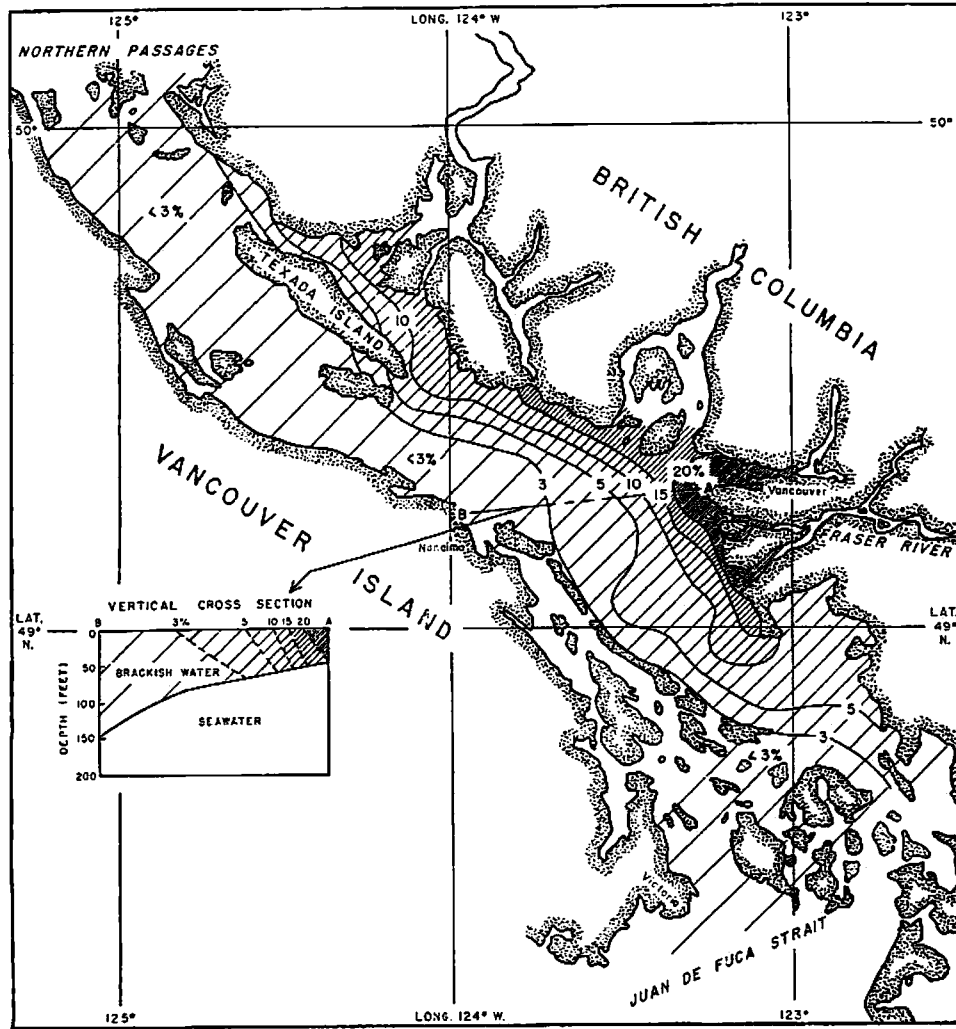 125°
LONG. 124° W
123°
NORTHERN PASSAGES
50°
50°
BRITISH
COLUMBIA
<3%
TEXADA ISLAND
10
VANCOUVER
ISLAND
<3%
3
5
10
15
20%
A
Vancouver
B
Nanaimo
FRASER RIVER
LAT.
49°
N.
LAT.
49°
N.
VERTICAL CROSS SECTION
B
3%
5
10
15
20
A
0
50
100
150
200
DEPTH (FEET)
BRACKISH WATER
SEAWATER
5
3
<3%
VICTORIA
JUAN DE FUCA STRAIT
125°
LONG. 124° W.
123°